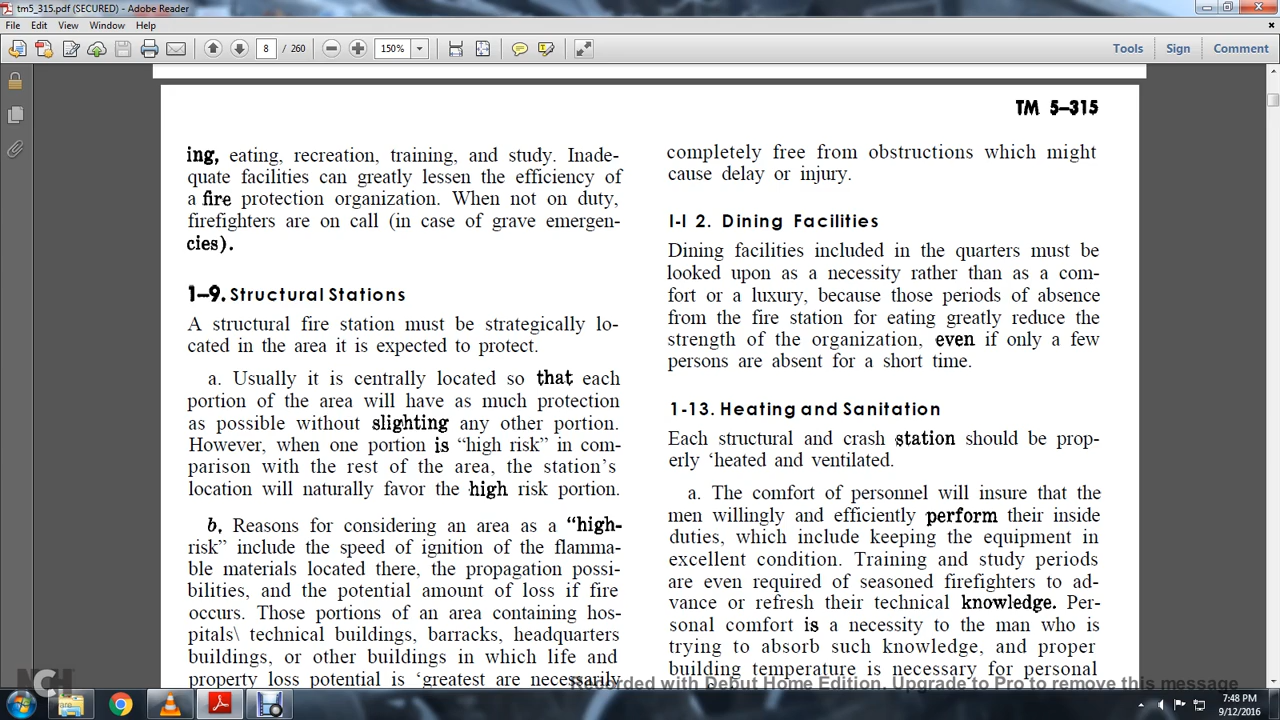 tm5_315.pdf (SECURED) - Adobe Reader
File Edit View Window Help
8 / 260 150% Tools Sign Comment
TM 5–315
ing, eating, recreation, training, and study. Inade-
quate facilities can greatly lessen the efficiency of
a fire protection organization. When not on duty,
firefighters are on call (in case of grave emergen-
cies).
1–9. Structural Stations
A structural fire station must be strategically lo-
cated in the area it is expected to protect.
a. Usually it is centrally located so that each
portion of the area will have as much protection
as possible without slighting any other portion.
However, when one portion is “high risk” in com-
parison with the rest of the area, the station's
location will naturally favor the high risk portion.
b, Reasons for considering an area as a “high-
risk” include the speed of ignition of the flamma-
ble materials located there, the propagation possi-
bilities, and the potential amount of loss if fire
occurs. Those portions of an area containing hos-
pitals\ technical buildings, barracks, headquarters
buildings, or other buildings in which life and
property loss potential is ‘greatest are necessarily
completely free from obstructions which might
cause delay or injury.
I-I 2. Dining Facilities
Dining facilities included in the quarters must be
looked upon as a necessity rather than as a com-
fort or a luxury, because those periods of absence
from the fire station for eating greatly reduce the
strength of the organization, even if only a few
persons are absent for a short time.
1-13. Heating and Sanitation
Each structural and crash station should be prop-
erly ‘heated and ventilated.
a. The comfort of personnel will insure that the
men willingly and efficiently perform their inside
duties, which include keeping the equipment in
excellent condition. Training and study periods
are even required of seasoned firefighters to ad-
vance or refresh their technical knowledge. Per-
sonal comfort is a necessity to the man who is
trying to absorb such knowledge, and proper
building temperature is necessary for personal
Recorded with Debut Home Edition. Upgrade to Pro to remove this message
NCH
ware
7:48 PM
9/12/2016